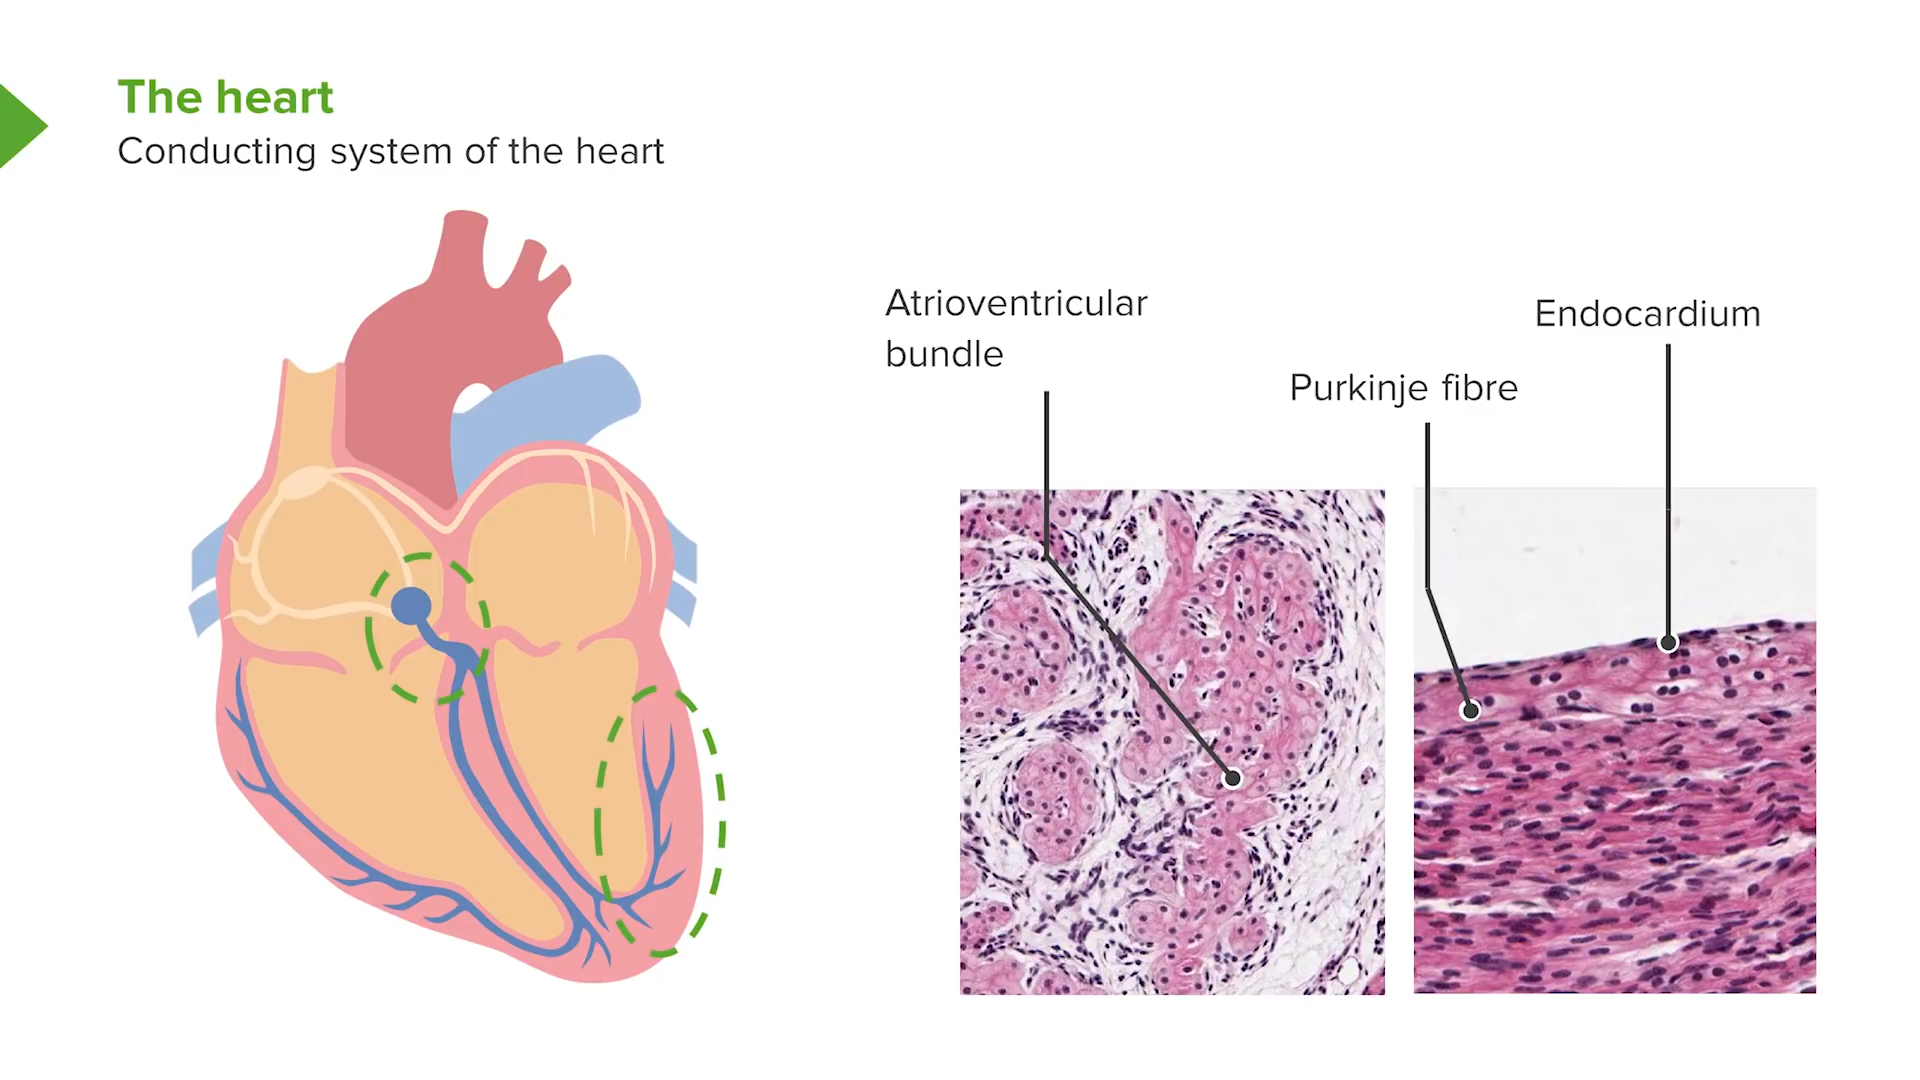 The heart
Conducting system of the heart
Atrioventricular
bundle
Purkinje fibre
Endocardium